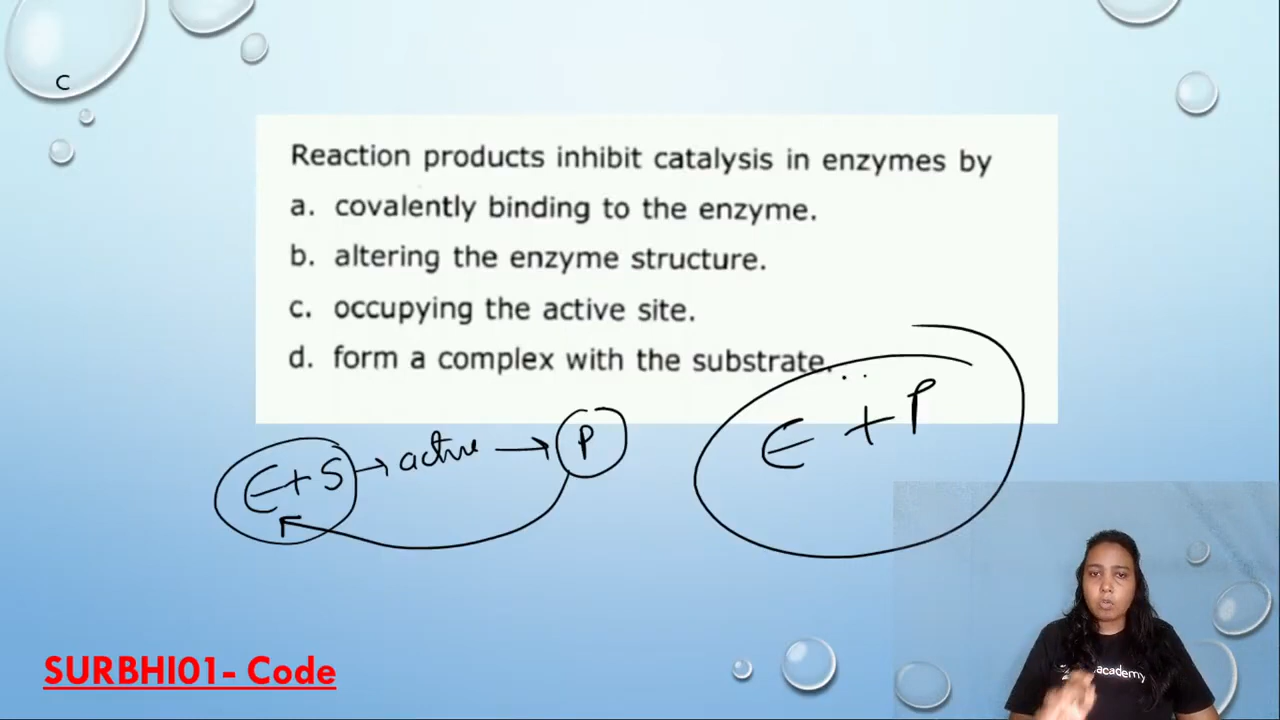 C
Reaction products inhibit catalysis in enzymes by
a. covalently binding to the enzyme.
b. altering the enzyme structure.
c. occupying the active site.
d. form a complex with the substrate.
E+S → active → P
E + P
academy
SURBHI01- Code